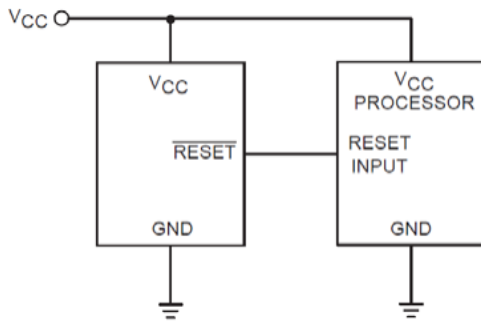 VCC
VCC
RESET
GND
VCC
PROCESSOR
RESET
INPUT
GND